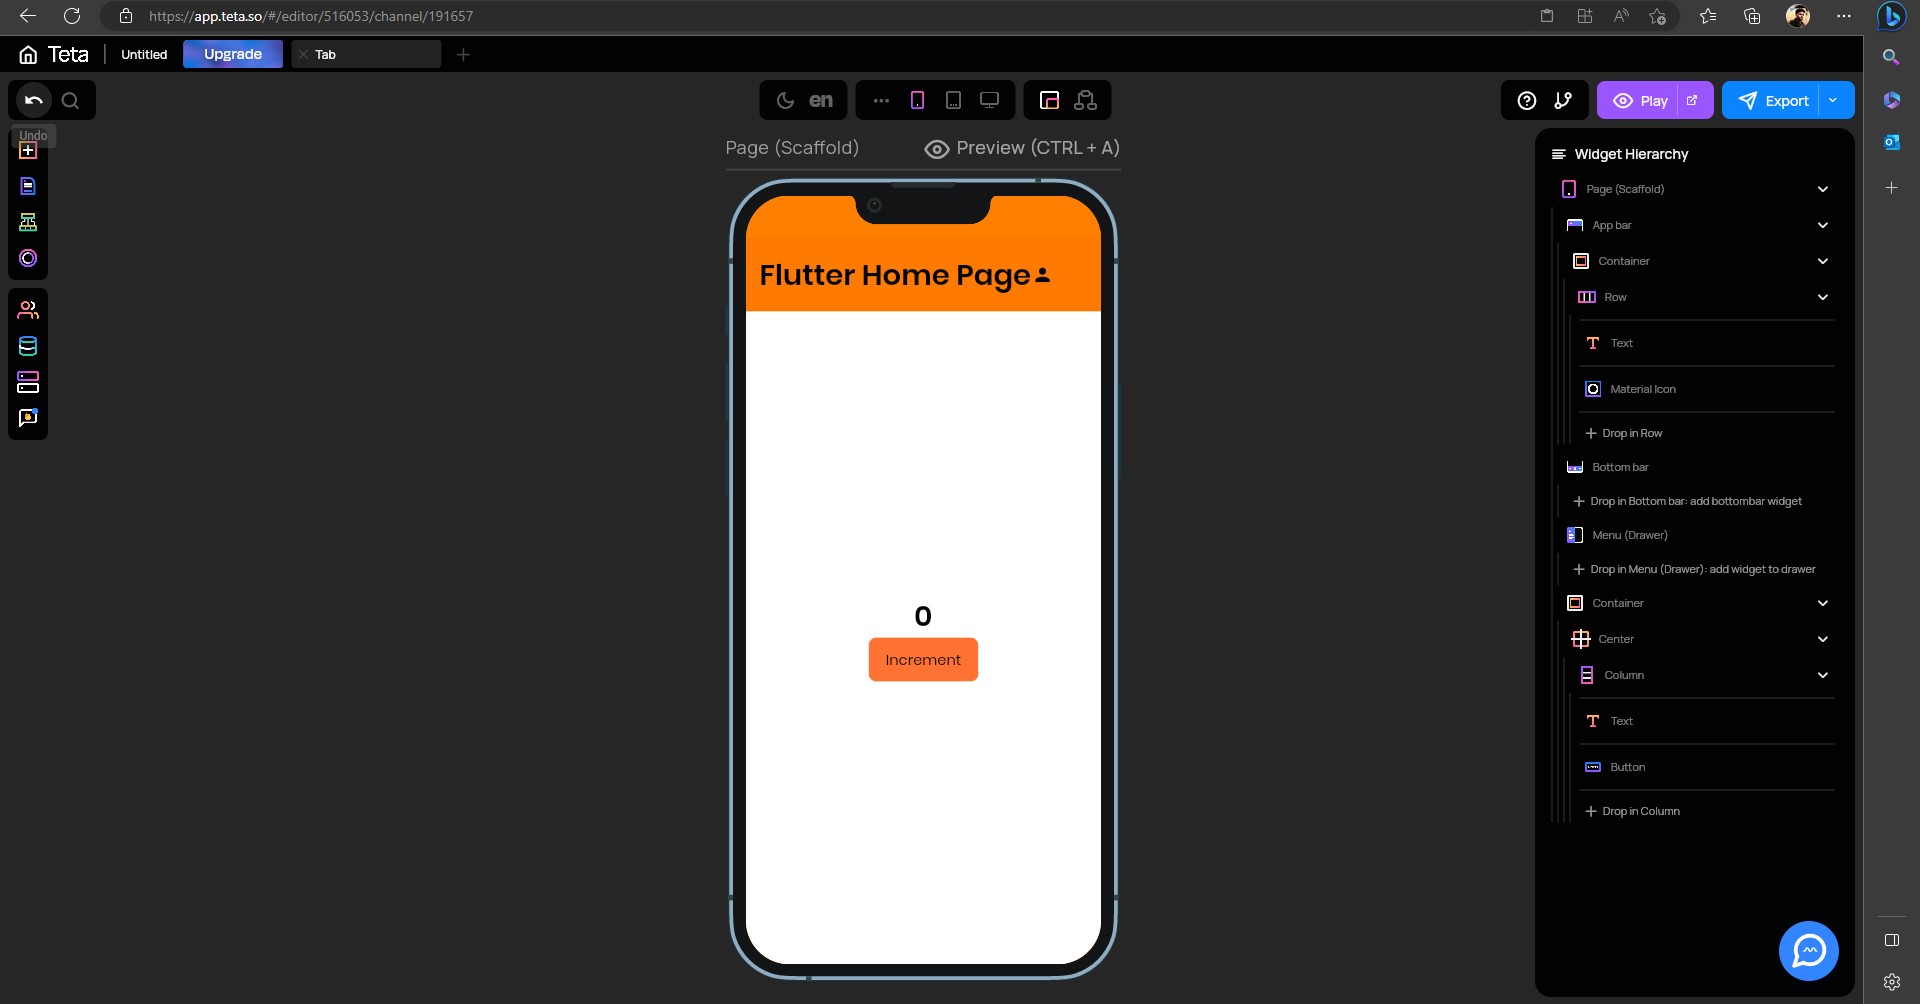 https://app.teta.so/#/editor/516053/channel/191657
Teta
Untitled
Upgrade
Tab
Undo
en
Play
Export
Page (Scaffold)
Preview (CTRL + A)
Flutter Home Page
0
Increment
Widget Hierarchy
Page (Scaffold)
App bar
Container
Row
Text
Material Icon
Drop in Row
Bottom bar
Drop in Bottom bar: add bottombar widget
Menu (Drawer)
Drop in Menu (Drawer): add widget to drawer
Container
Center
Column
Text
Button
Drop in Column